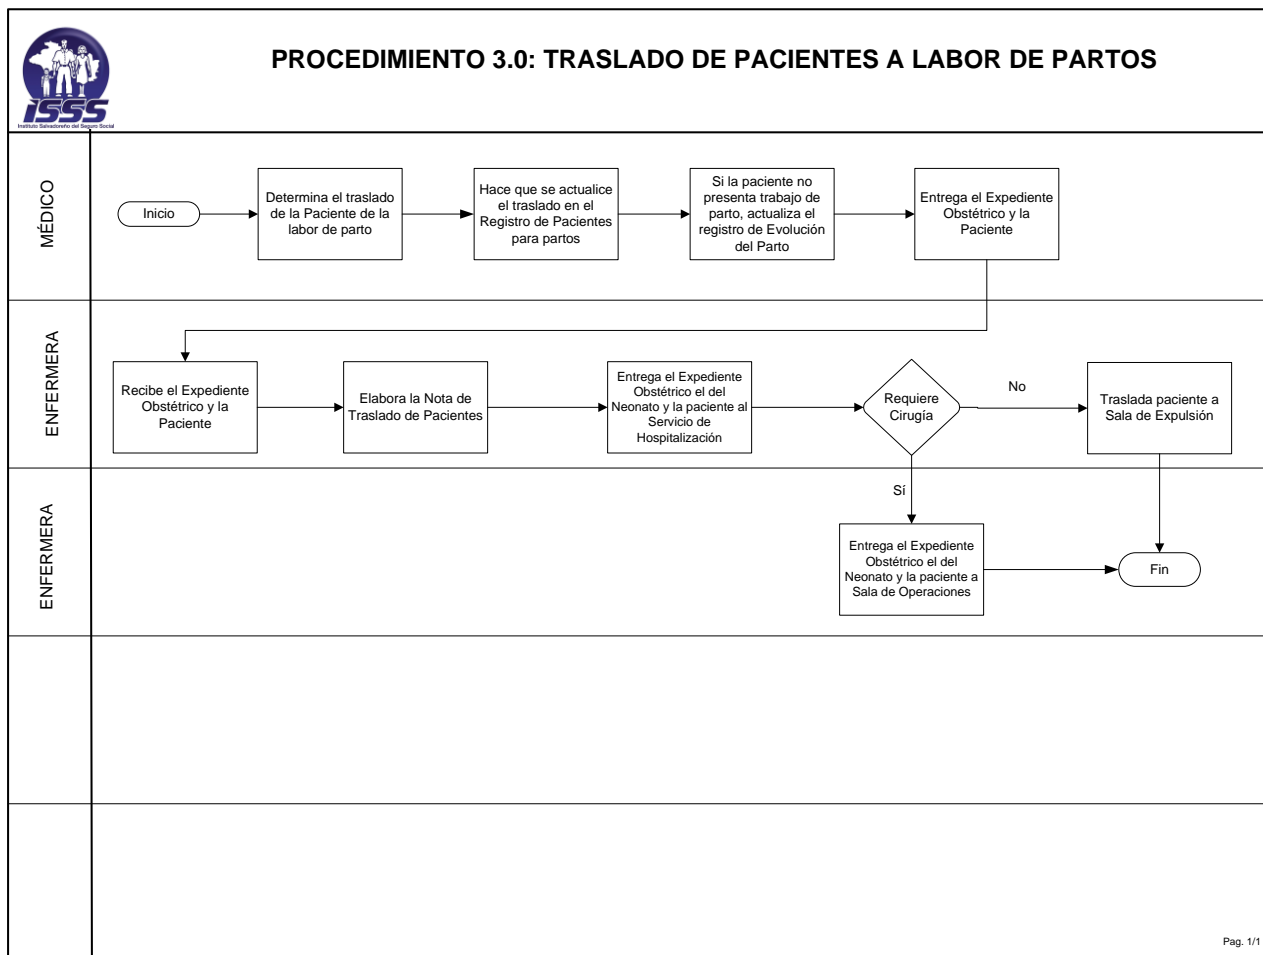 PROCEDIMIENTO 3.0: TRASLADO DE PACIENTES A LABOR DE PARTOS
ISSS
Instituto Salvadoreño del Seguro Social
MÉDICO
Inicio
Determina el traslado
de la Paciente de la
labor de parto
Hace que se actualice
el traslado en el
Registro de Pacientes
para partos
Si la paciente no
presenta trabajo de
parto, actualiza el
registro de Evolución
del Parto
Entrega el Expediente
Obstétrico y la
Paciente
ENFERMERA
Recibe el Expediente
Obstétrico y la
Paciente
Elabora la Nota de
Traslado de Pacientes
Entrega el Expediente
Obstétrico el del
Neonato y la paciente al
Servicio de
Hospitalización
Requiere
Cirugía
No
Traslada paciente a
Sala de Expulsión
Sí
ENFERMERA
Entrega el Expediente
Obstétrico el del
Neonato y la paciente a
Sala de Operaciones
Fin
Pag. 1/1